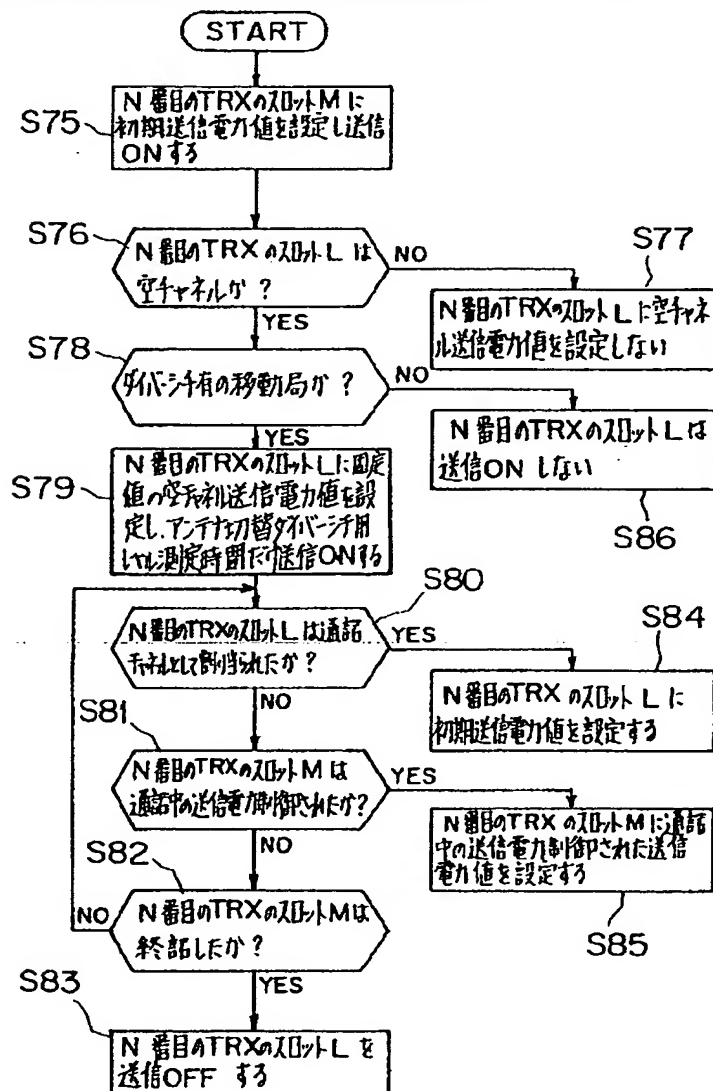 START
S75
N番目のTRXのスロットMに
初期送信電力値を設定し送信
ONする
S76
N番目のTRXのスロットLは
空チャネルか?
NO
YES
S77
N番目のTRXのスロットLに空チャネ
ル送信電力値を設定しない
S78
ダイバーシチ有の移動局か?
NO
YES
N番目のTRXのスロットLは
送信ONしない
S86
S79
N番目のTRXのスロットLに固定
値の空チャネル送信電力値を設
定し、アンテナ切替ダイバーシチ用
レベル測定時間だけ送信ONする
S80
N番目のTRXのスロットLは通話
チャネルとして割り当られたか?
YES
NO
S84
N番目のTRXのスロットLに
初期送信電力値を設定する
S81
N番目のTRXのスロットMは
通話中の送信電力制御されたか?
YES
NO
N番目のTRXのスロットMに通話
中の送信電力制御された送信
電力値を設定する
S85
S82
N番目のTRXのスロットMは
終話したか?
NO
YES
S83
N番目のTRXのスロットLを
送信OFFする